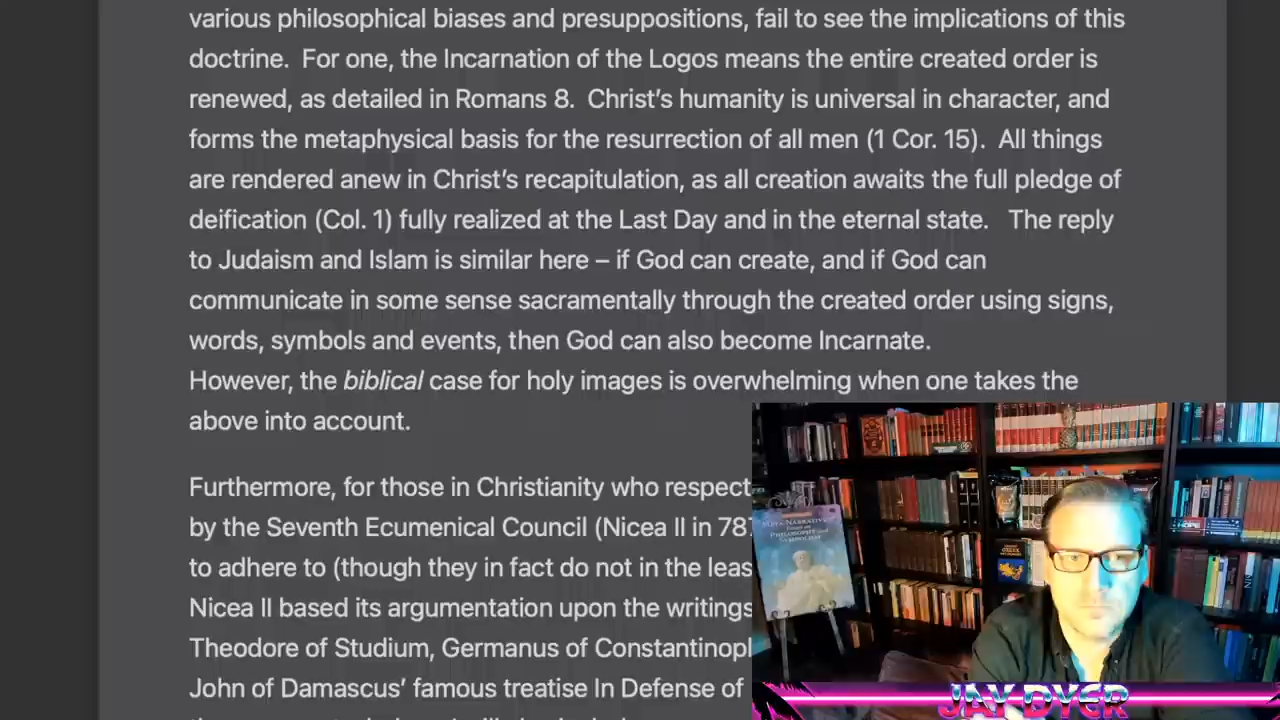 various philosophical biases and presuppositions, fail to see the implications of this
doctrine.  For one, the Incarnation of the Logos means the entire created order is
renewed, as detailed in Romans 8.  Christ’s humanity is universal in character, and
forms the metaphysical basis for the resurrection of all men (1 Cor. 15).  All things
are rendered anew in Christ’s recapitulation, as all creation awaits the full pledge of
deification (Col. 1) fully realized at the Last Day and in the eternal state.   The reply
to Judaism and Islam is similar here – if God can create, and if God can
communicate in some sense sacramentally through the created order using signs,
words, symbols and events, then God can also become Incarnate.
However, the biblical case for holy images is overwhelming when one takes the
above into account.
Furthermore, for those in Christianity who respect
by the Seventh Ecumenical Council (Nicea II in 787
to adhere to (though they in fact do not in the leas
Nicea II based its argumentation upon the writings
Theodore of Studium, Germanus of Constantinopl
John of Damascus’ famous treatise In Defense of
META-NARRATIVES
PHILOSOPHY and
SYMBOLISM
JAY DYER